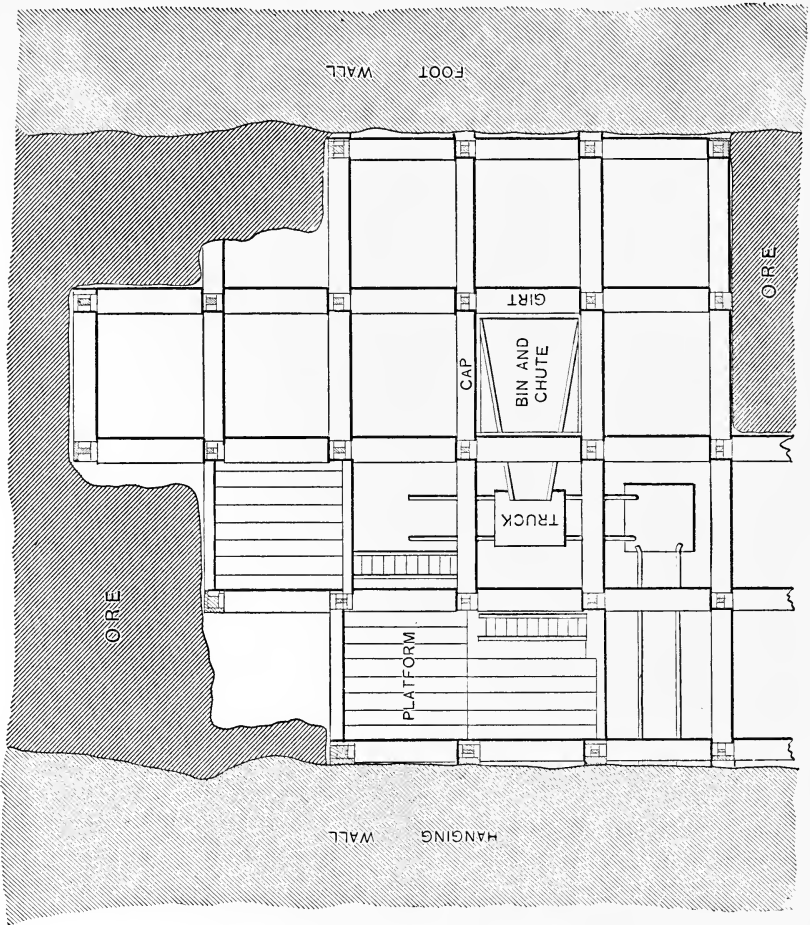 FOOT WALL
ORE
ORE
GIRT
CAP
BIN AND
CHUTE
TRUCK
PLATFORM
HANGING WALL